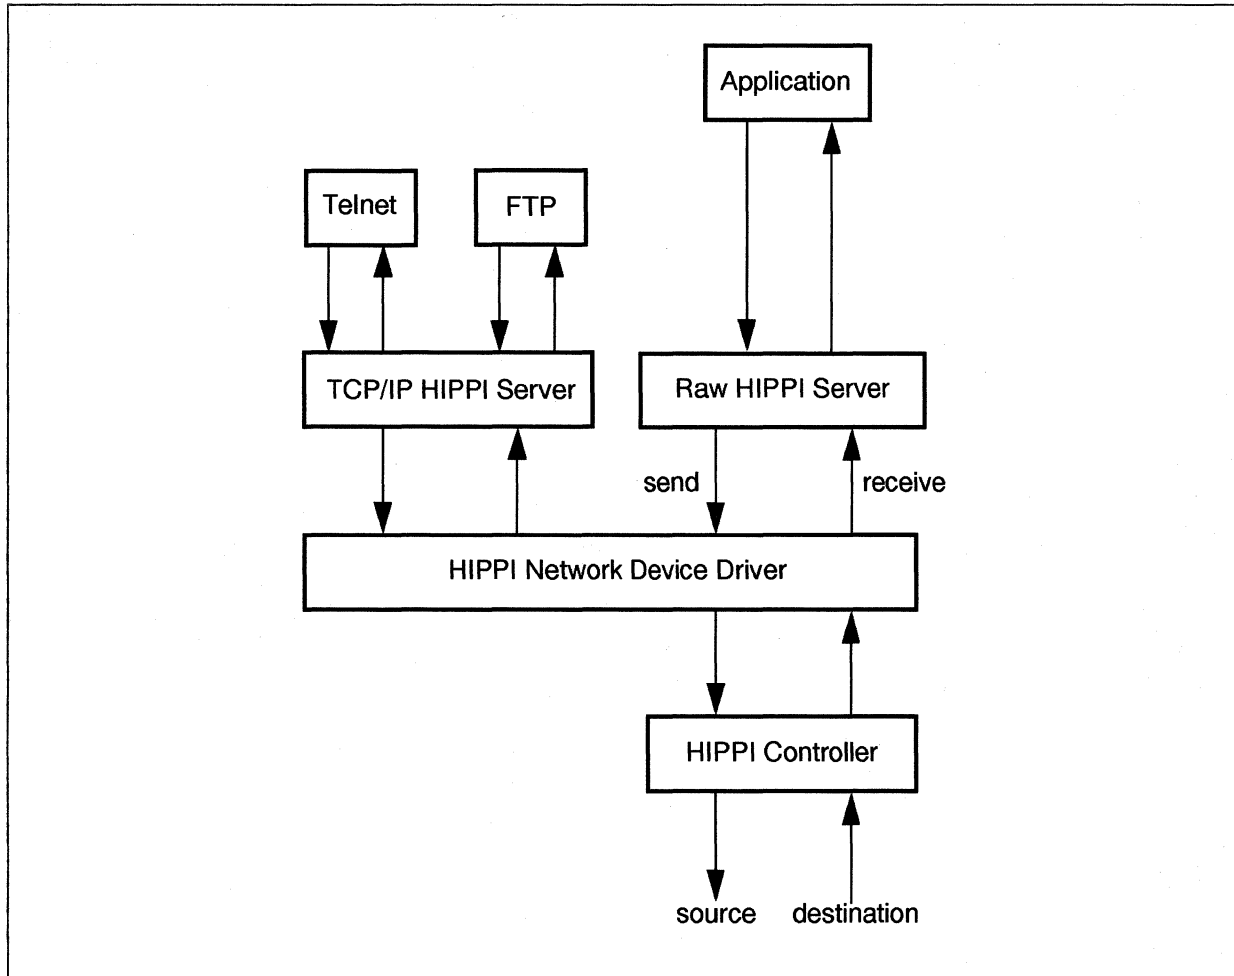 Application
Telnet
FTP
TCP/IP HIPPI Server
Raw HIPPI Server
send
receive
HIPPI Network Device Driver
HIPPI Controller
source
destination